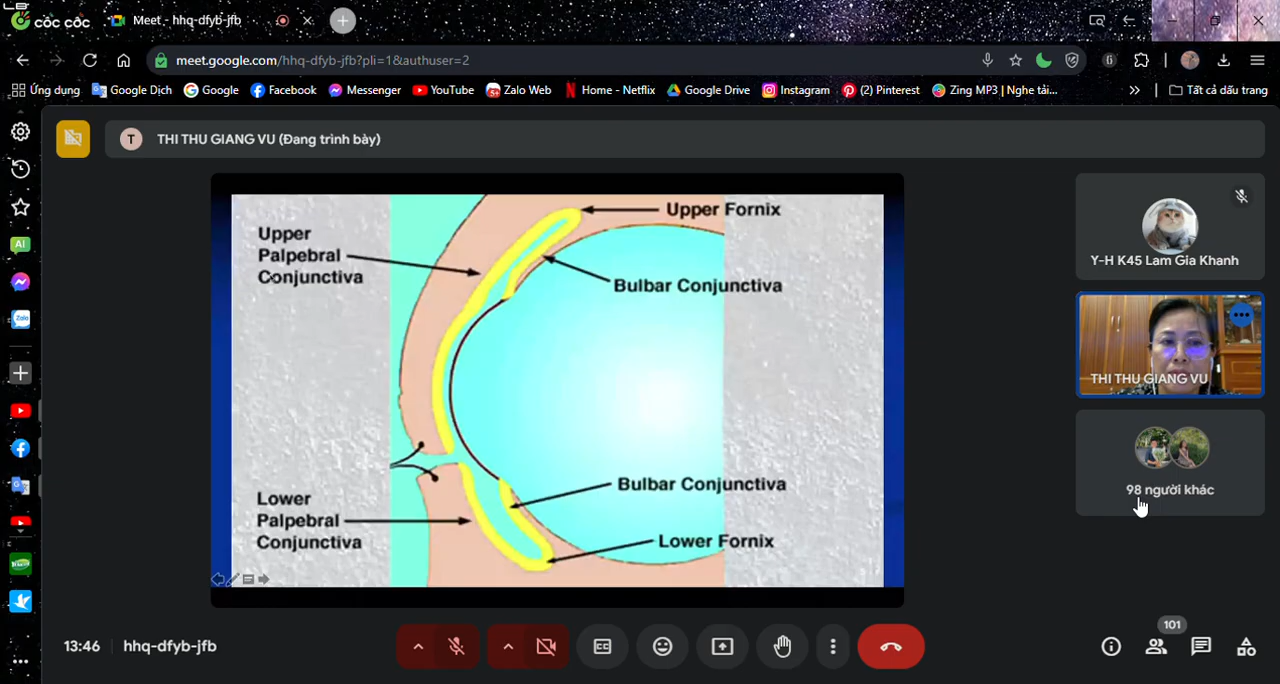 cốc cốc
Meet - hhq-dfyb-jfb
meet.google.com/hhq-dfyb-jfb?pli=1&authuser=2
Ứng dụng
Google Dịch
Google
Facebook
Messenger
YouTube
Zalo Web
Home - Netflix
Google Drive
Instagram
(2) Pinterest
Zing MP3 | Nghe tải...
Tất cả dấu trang
T
THI THU GIANG VU (Đang trình bày)
AI
Zalo
Upper Fornix
Upper
Palpebral
Conjunctiva
Bulbar Conjunctiva
Bulbar Conjunctiva
Lower
Palpebral
Conjunctiva
Lower Fornix
Y-H K45 Lam Gia Khanh
THI THU GIANG VU
98 người khác
13:46
hhq-dfyb-jfb
CC
101